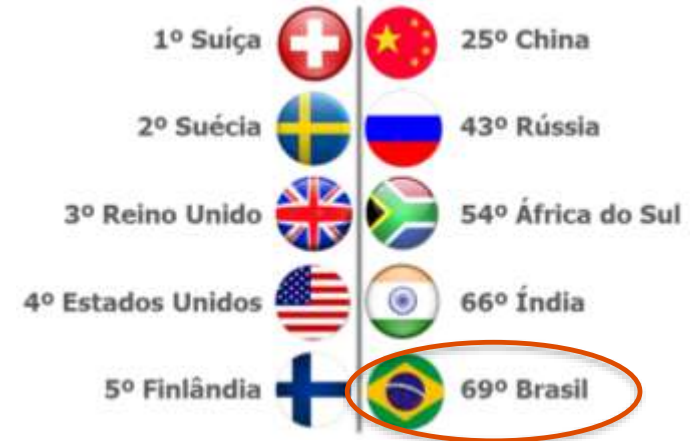 1º Suíça
2º Suécia
3º Reino Unido
4º Estados Unidos
5º Finlândia
25º China
43º Rússia
54º África do Sul
66º Índia
69º Brasil